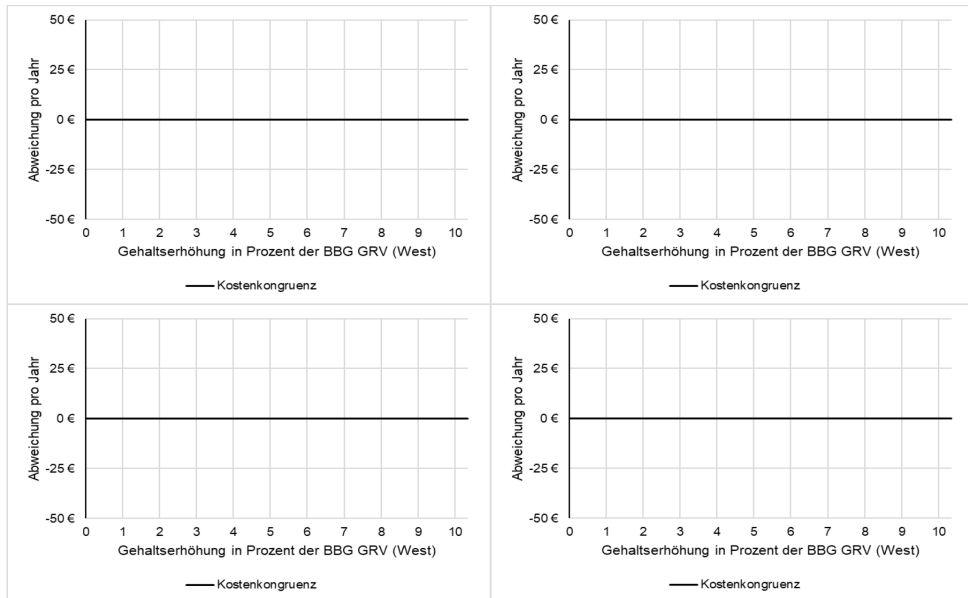 50 €
25 €
0 €
-25 €
-50 €
Abweichung pro Jahr
0 1 2 3 4 5 6 7 8 9 10
Gehaltserhöhung in Prozent der BBG GRV (West)
Kostenkongruenz
50 €
25 €
0 €
-25 €
-50 €
Abweichung pro Jahr
0 1 2 3 4 5 6 7 8 9 10
Gehaltserhöhung in Prozent der BBG GRV (West)
Kostenkongruenz
50 €
25 €
0 €
-25 €
-50 €
Abweichung pro Jahr
0 1 2 3 4 5 6 7 8 9 10
Gehaltserhöhung in Prozent der BBG GRV (West)
Kostenkongruenz
50 €
25 €
0 €
-25 €
-50 €
Abweichung pro Jahr
0 1 2 3 4 5 6 7 8 9 10
Gehaltserhöhung in Prozent der BBG GRV (West)
Kostenkongruenz